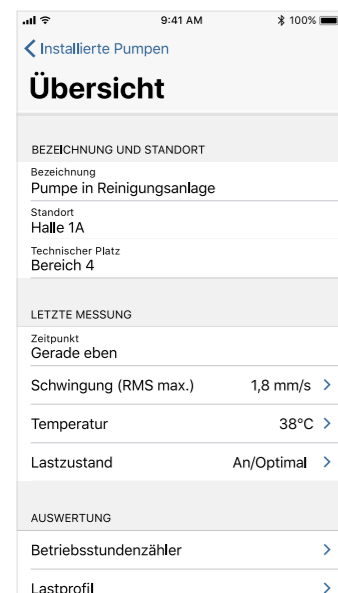 9:41 AM 100%
Installierte Pumpen
Übersicht
BEZEICHNUNG UND STANDORT
Bezeichnung
Pumpe in Reinigungsanlage
Standort
Halle 1A
Technischer Platz
Bereich 4
LETZTE MESSUNG
Zeitpunkt
Gerade eben
Schwingung (RMS max.) 1,8 mm/s
Temperatur 38°C
Lastzustand An/Optimal
AUSWERTUNG
Betriebsstundenzähler
Lastprofil